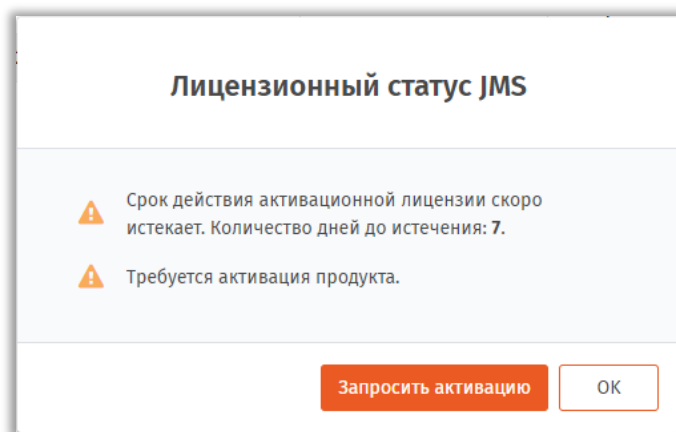 Лицензионный статус JMS
Срок действия активационной лицензии скоро
истекает. Количество дней до истечения: 7.
Требуется активация продукта.
Запросить активацию
ОК